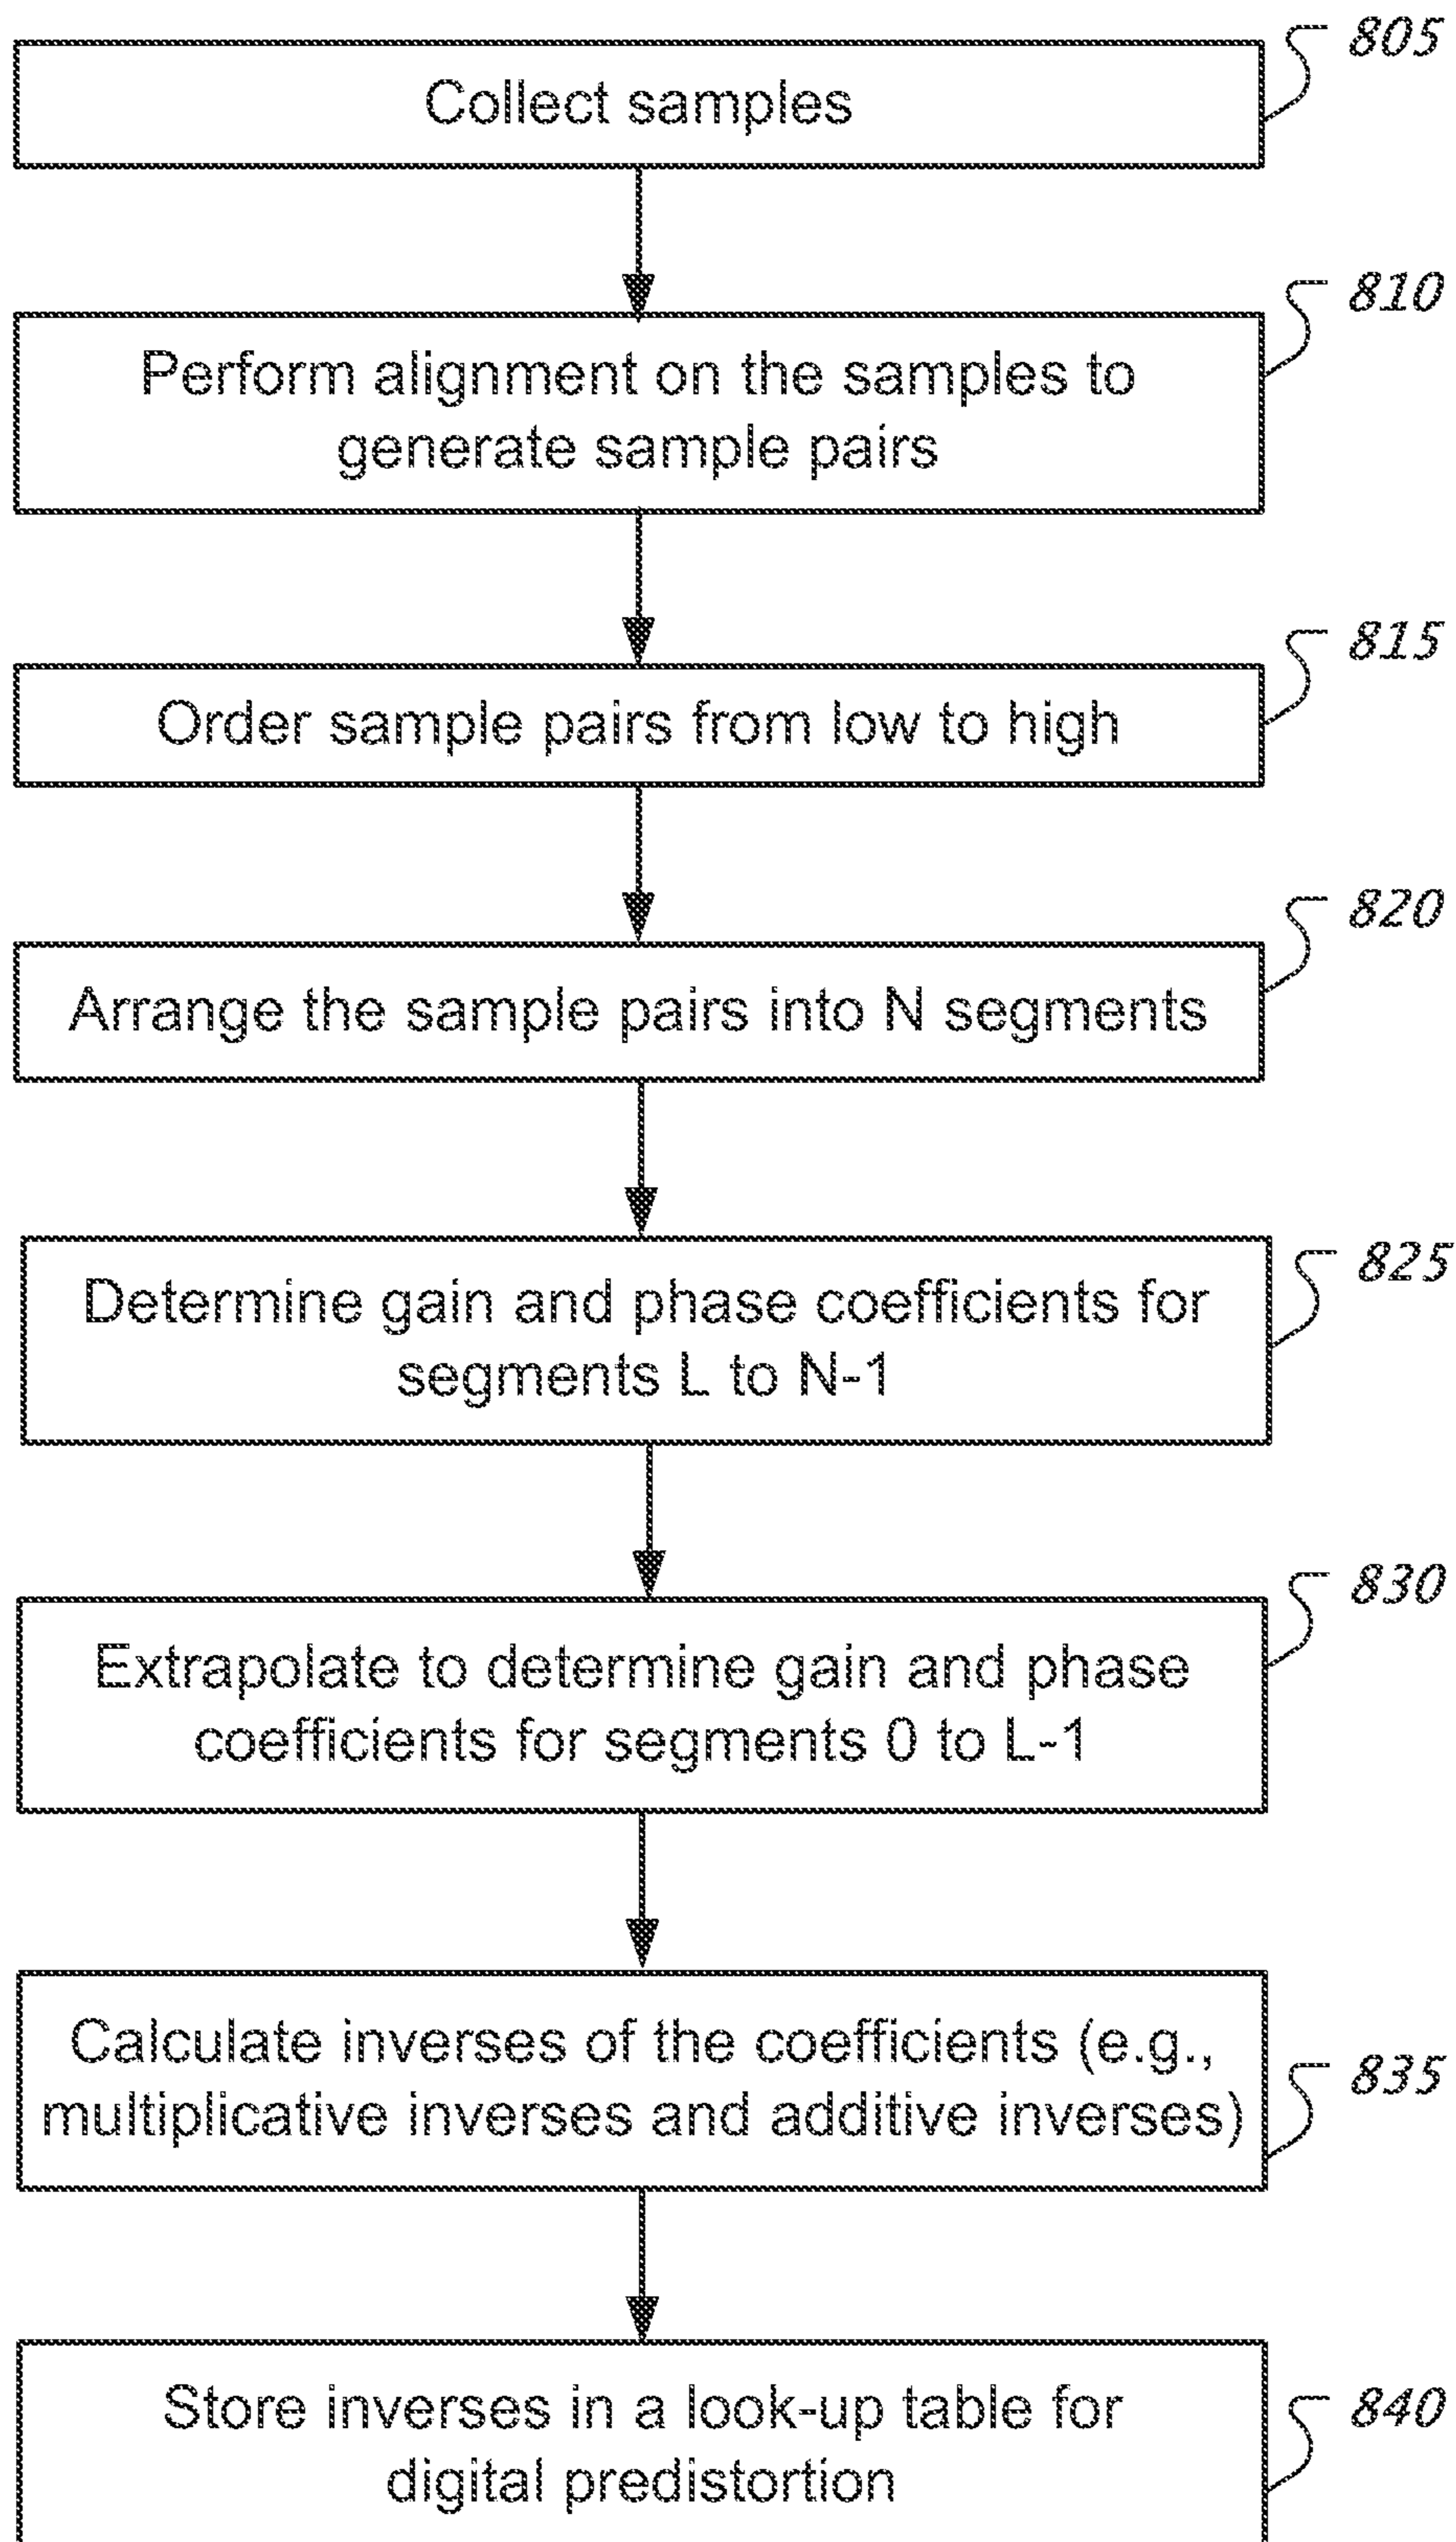 805
Collect samples
810
Perform alignment on the samples to
generate sample pairs
815
Order sample pairs from low to high
820
Arrange the sample pairs into N segments
825
Determine gain and phase coefficients for
segments L to N-1
830
Extrapolate to determine gain and phase
coefficients for segments 0 to L-1
Calculate inverses of the coefficients (e.g.,
835
multiplicative inverses and additive inverses)
Store inverses in a look-up table for
840
digital predistortion